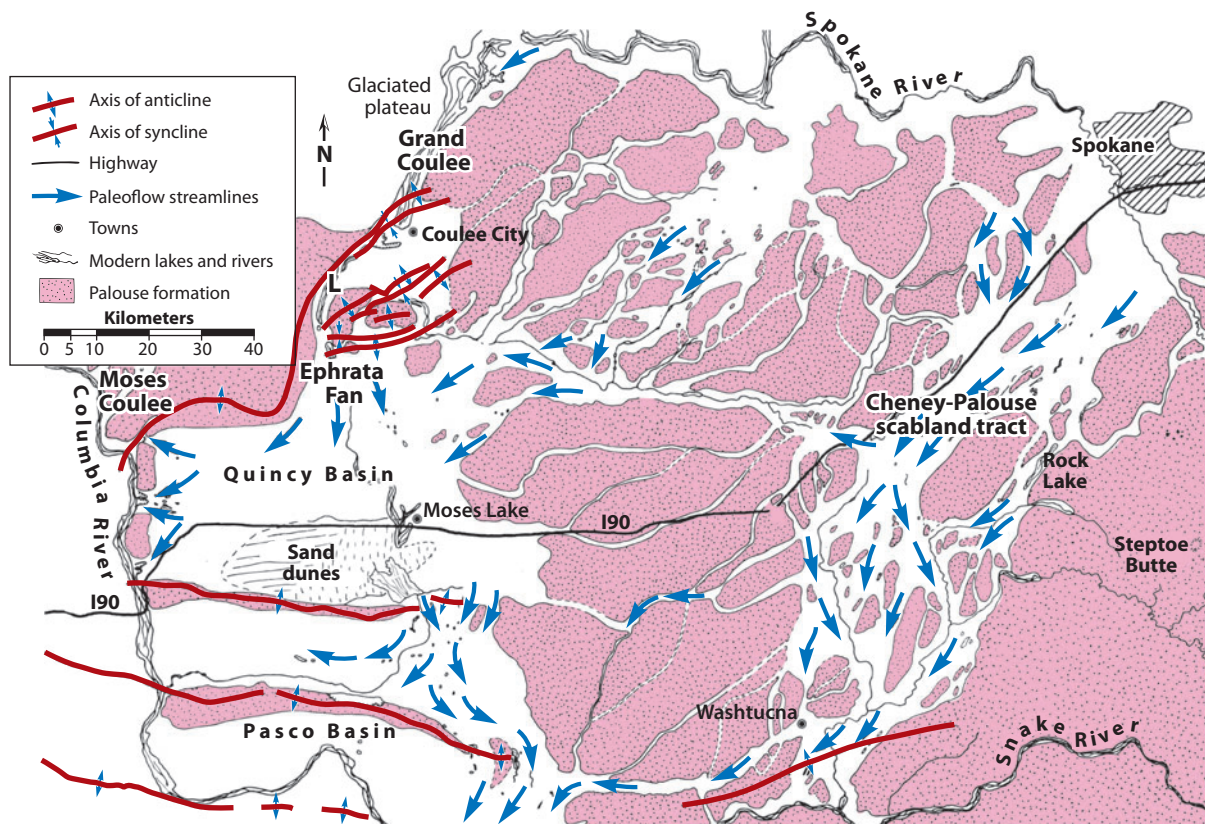 Axis of anticline
Axis of syncline
Highway
Paleoflow streamlines
Towns
Modern lakes and rivers
Palouse formation
Kilometers
0 5 10 20 30 40
N
Glaciated
plateau
Grand
Coulee
Coulee City
L
Ephrata
Fan
Moses
Coulee
Columbia River
Quincy Basin
Moses Lake
Sand
dunes
I90
I90
Pasco Basin
Spokane River
Spokane
Cheney-Palouse
scabland tract
Rock
Lake
Steptoe
Butte
Washtucna
Snake River